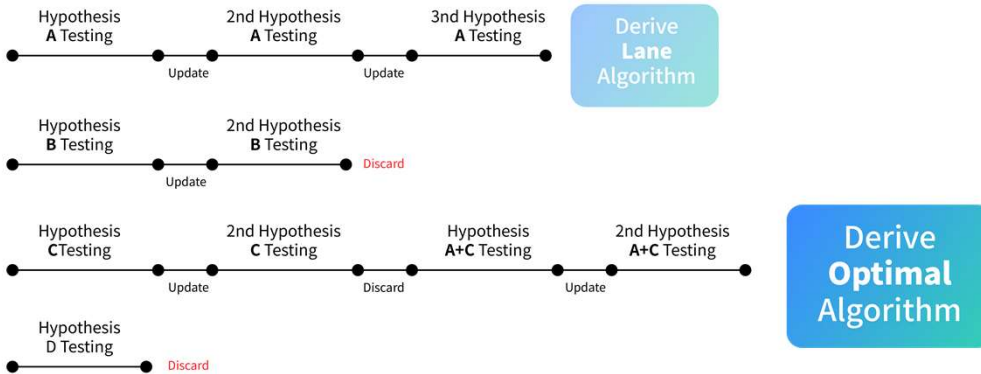 Hypothesis
A Testing
2nd Hypothesis
A Testing
3nd Hypothesis
A Testing
Update
Update
Derive
Lane
Algorithm
Hypothesis
B Testing
2nd Hypothesis
B Testing
Discard
Update
Hypothesis
CTesting
2nd Hypothesis
C Testing
Hypothesis
A+C Testing
2nd Hypothesis
A+C Testing
Update
Discard
Update
Derive
Optimal
Algorithm
Hypothesis
D Testing
Discard